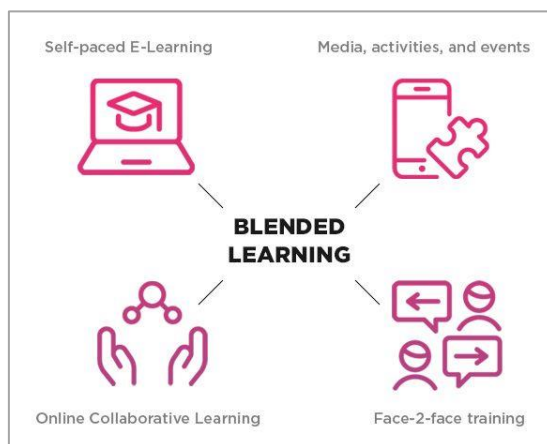 Self-paced E-Learning
Media, activities, and events
BLENDED
LEARNING
Online Collaborative Learning
Face-2-face training